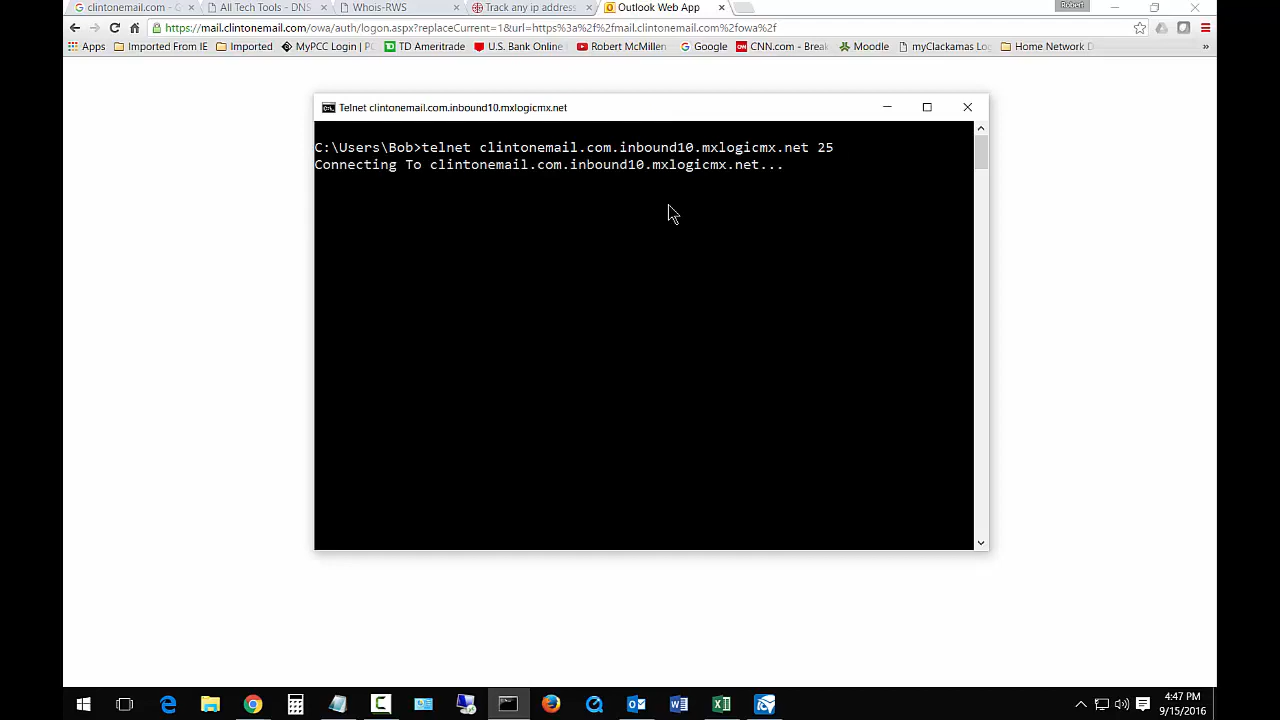 clintonemail.com - G
All Tech Tools - DNS
Whois-RWS
Track any ip address
Outlook Web App
Robert
https://mail.clintonemail.com/owa/auth/logon.aspx?replaceCurrent=1&url=https%3a%2f%2fmail.clintonemail.com%2fowa%2f
Apps
Imported From IE
Imported
MyPCC Login | PC
TD Ameritrade
U.S. Bank Online
Robert McMillen
Google
CNN.com - Break
Moodle
myClackamas Log
Home Network D
»
Telnet clintonemail.com.inbound10.mxlogicmx.net
C:\Users\Bob>telnet clintonemail.com.inbound10.mxlogicmx.net 25
Connecting To clintonemail.com.inbound10.mxlogicmx.net...
4:47 PM
9/15/2016